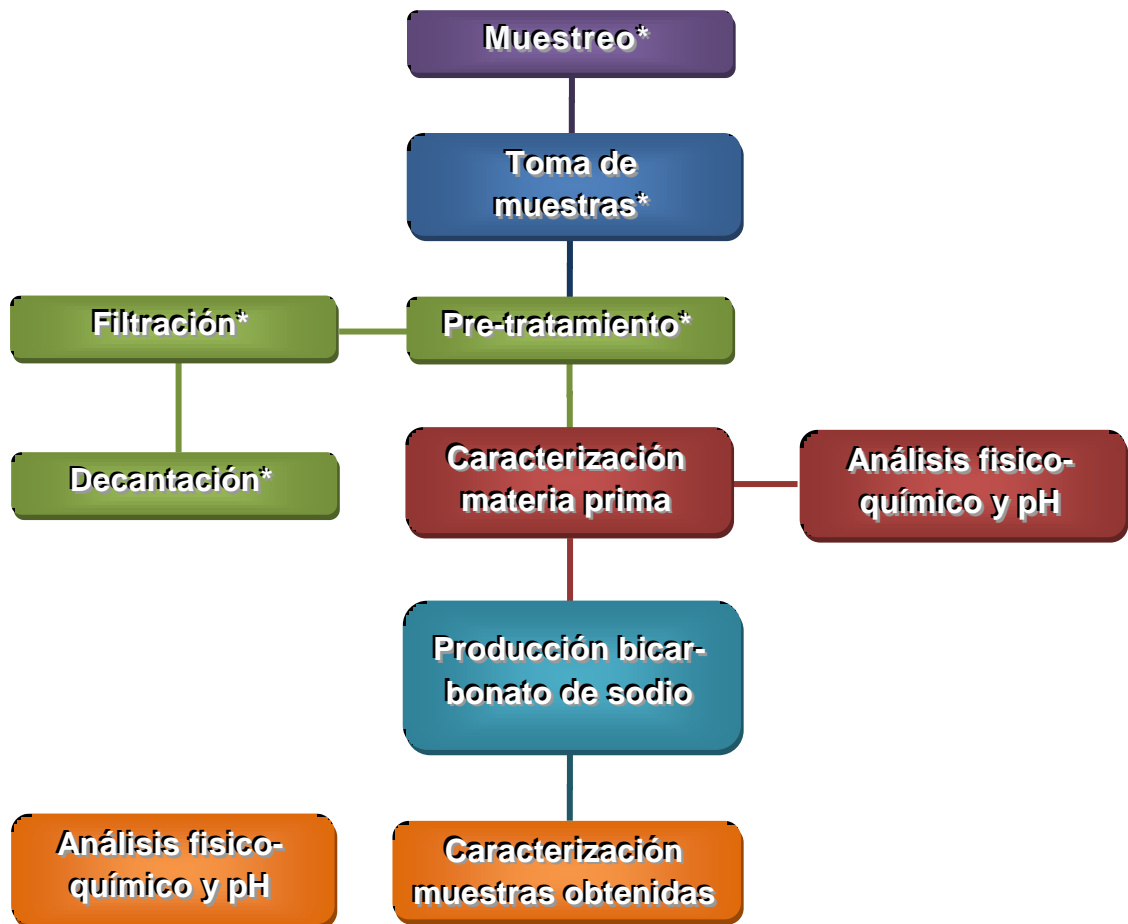 Muestreo*
Toma de
muestras*
Filtración*
Pre-tratamiento*
Decantación*
Caracterización
materia prima
Análisis fisico-
químico y pH
Producción bicar-
bonato de sodio
Análisis fisico-
químico y pH
Caracterización
muestras obtenidas